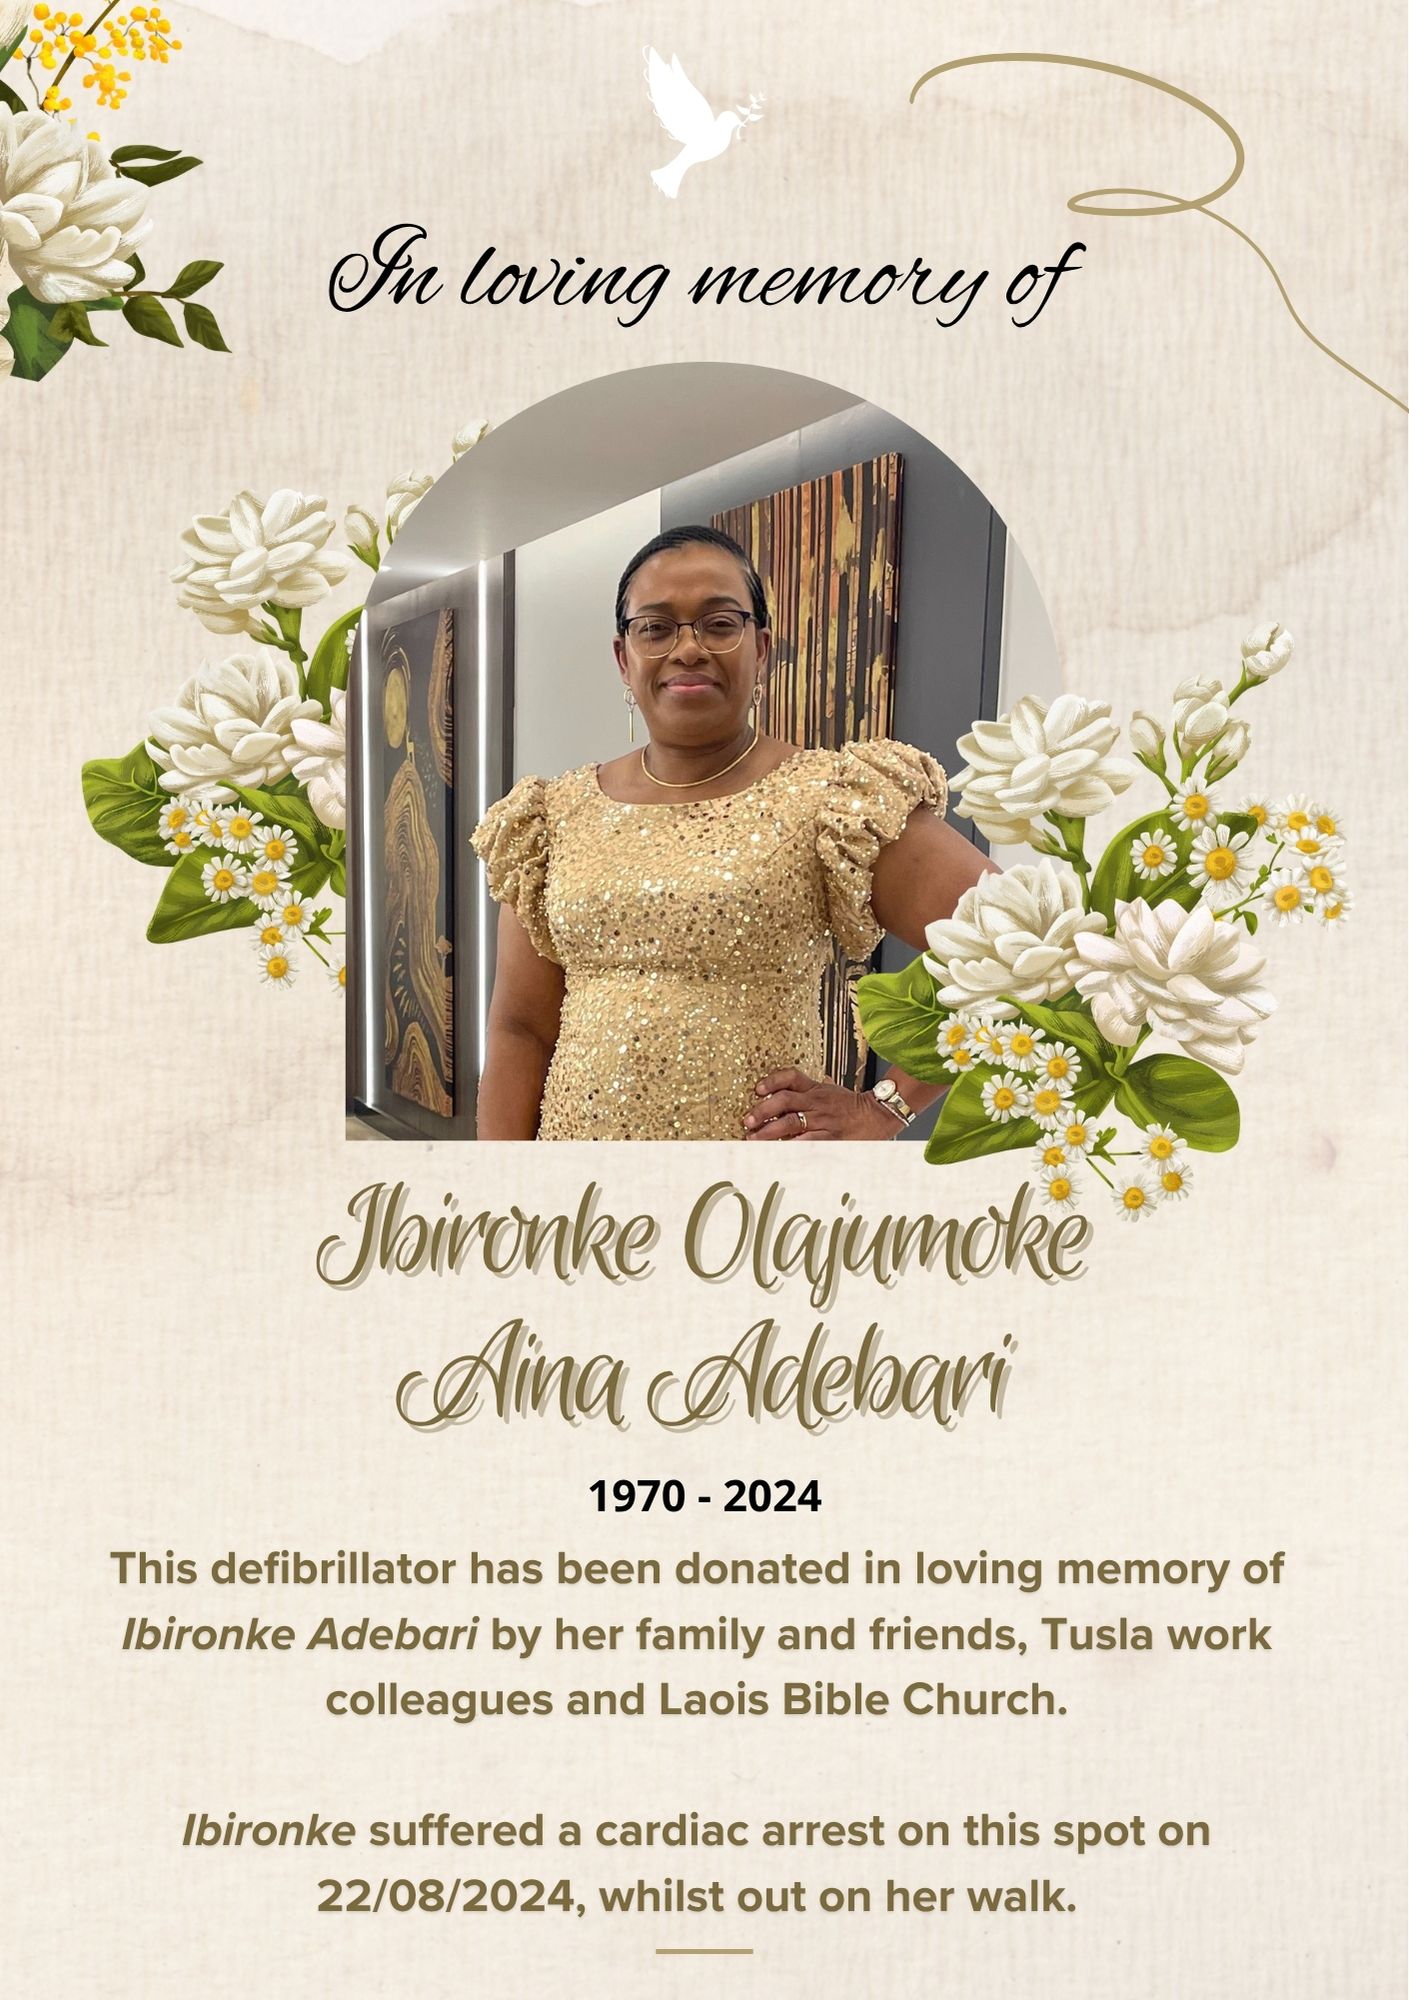 In loving memory of
Ibironke Olajumoke
Aina Adebari
1970 - 2024
This defibrillator has been donated in loving memory of
Ibironke Adebari by her family and friends, Tusla work
colleagues and Laois Bible Church.
Ibironke suffered a cardiac arrest on this spot on
22/08/2024, whilst out on her walk.